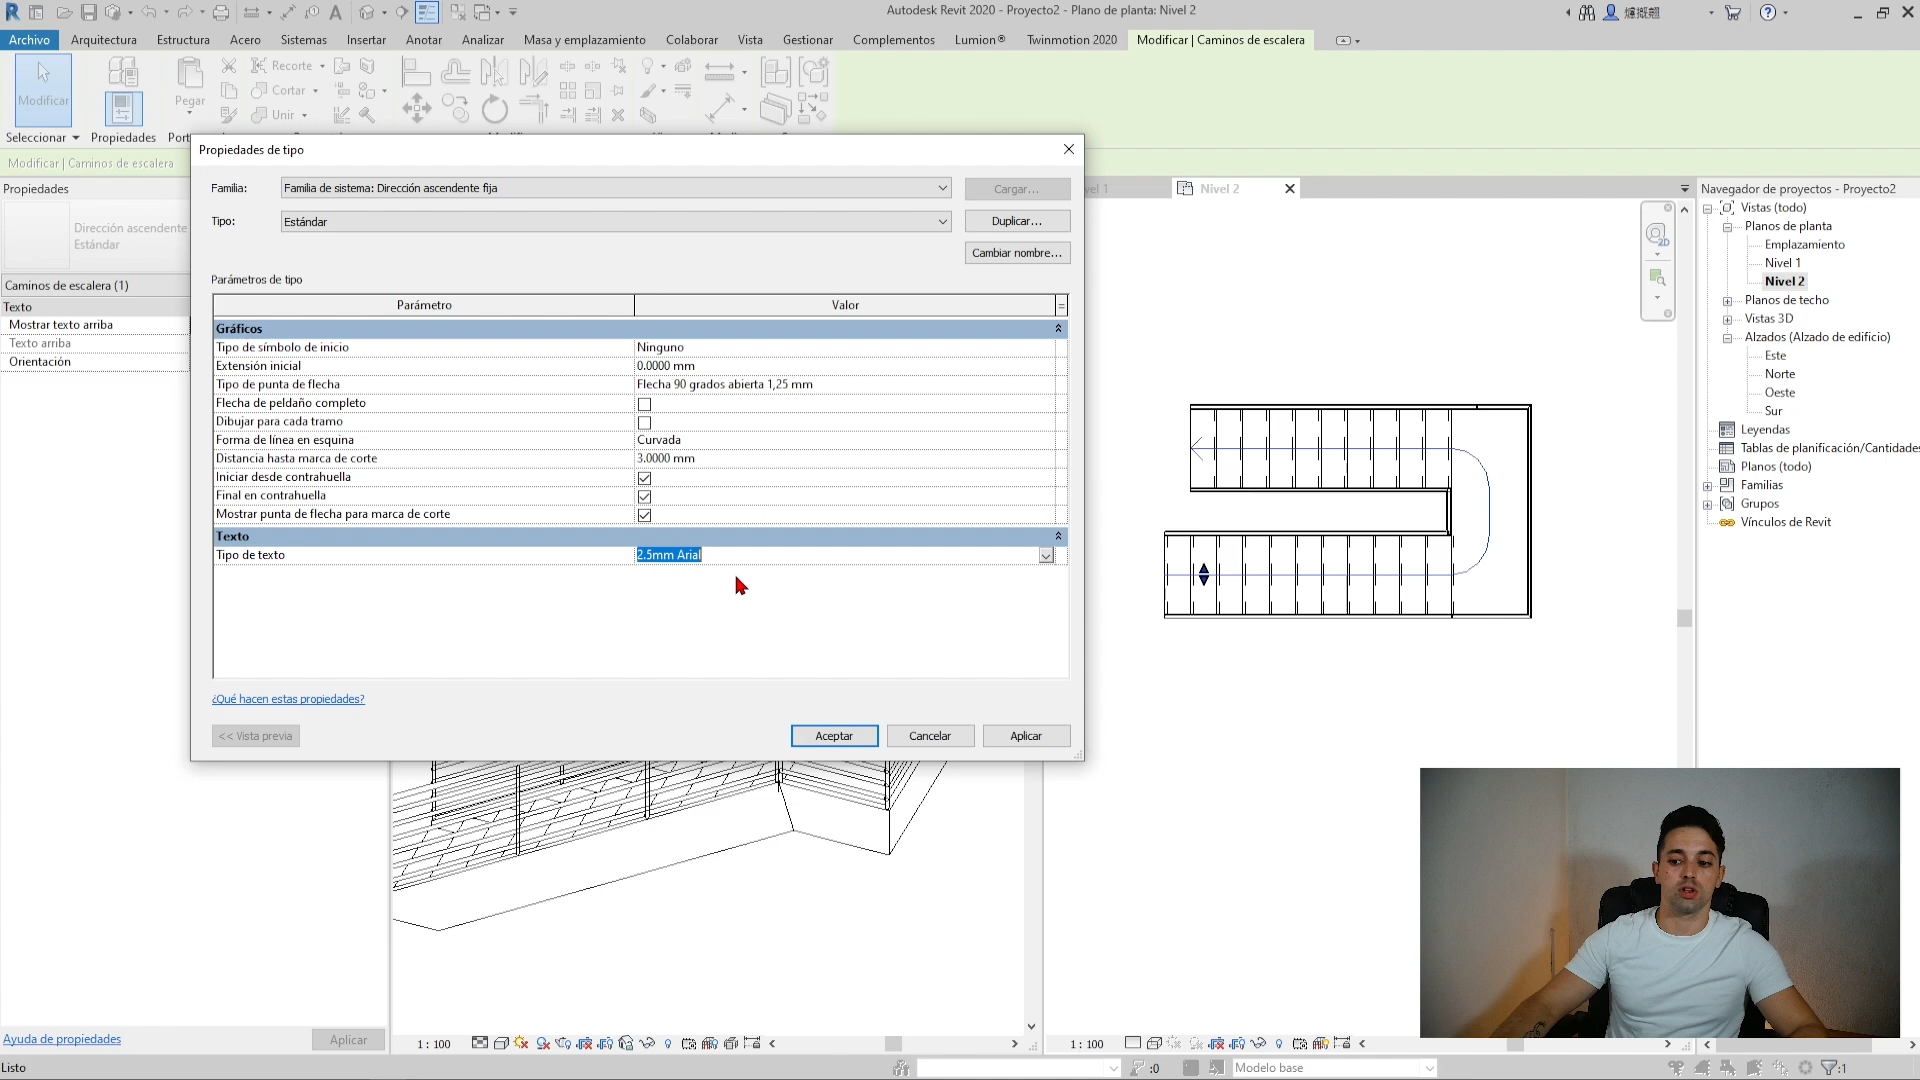 Autodesk Revit 2020 - Proyecto2 - Plano de planta: Nivel 2
Archivo Arquitectura Estructura Acero Sistemas Insertar Anotar Analizar Masa y emplazamiento Colaborar Vista Gestionar Complementos Lumion® Twinmotion 2020 Modificar | Caminos de escalera
Modificar
Pegar
Recorte
Cortar
Unir
Seleccionar Propiedades Port
Modificar | Caminos de escalera
Propiedades
Dirección ascendente
Estándar
Caminos de escalera (1)
Texto
Mostrar texto arriba
Texto arriba
Orientación
Ayuda de propiedades
Aplicar
Listo
Propiedades de tipo
Familia: Familia de sistema: Dirección ascendente fija Cargar...
Tipo: Estándar Duplicar...
Cambiar nombre...
Parámetros de tipo
Parámetro Valor =
Gráficos
Tipo de símbolo de inicio Ninguno
Extensión inicial 0.0000 mm
Tipo de punta de flecha Flecha 90 grados abierta 1,25 mm
Flecha de peldaño completo
Dibujar para cada tramo
Forma de línea en esquina Curvada
Distancia hasta marca de corte 3.0000 mm
Iniciar desde contrahuella
Final en contrahuella
Mostrar punta de flecha para marca de corte
Texto
Tipo de texto 2.5mm Arial
¿Qué hacen estas propiedades?
<< Vista previa Aceptar Cancelar Aplicar
vel 1
Nivel 2
2D
Navegador de proyectos - Proyecto2
Vistas (todo)
Planos de planta
Emplazamiento
Nivel 1
Nivel 2
Planos de techo
Vistas 3D
Alzados (Alzado de edificio)
Este
Norte
Oeste
Sur
Leyendas
Tablas de planificación/Cantidades
Planos (todo)
Familias
Grupos
Vínculos de Revit
1 : 100
1 : 100
:0
Modelo base
:1